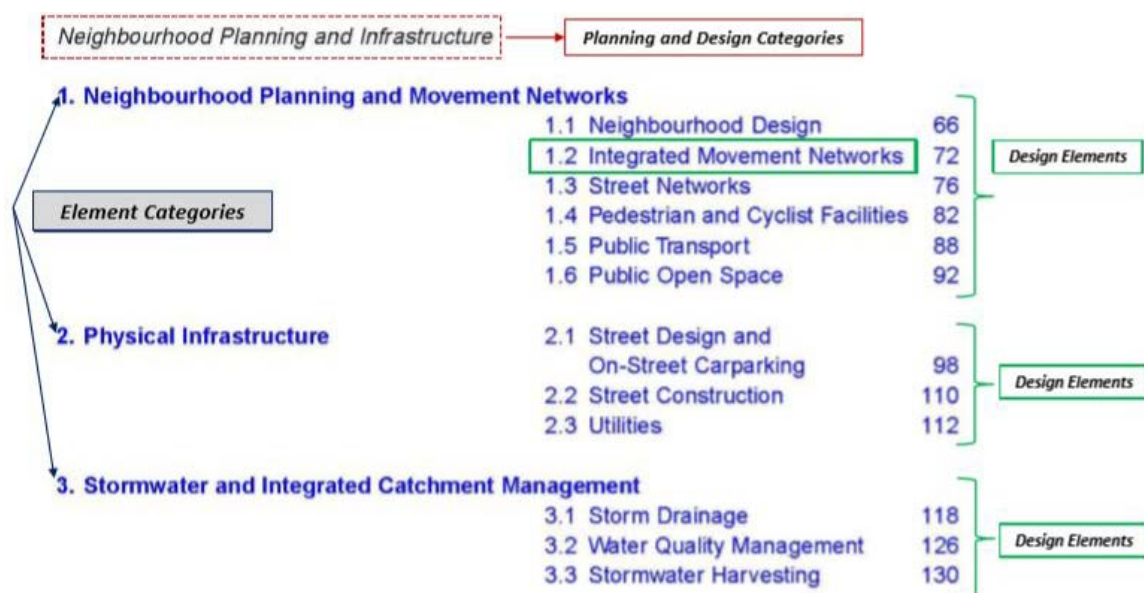 Neighbourhood Planning and Infrastructure
Planning and Design Categories
1. Neighbourhood Planning and Movement Networks
1.1 Neighbourhood Design 66
1.2 Integrated Movement Networks 72
Design Elements
1.3 Street Networks 76
Element Categories
1.4 Pedestrian and Cyclist Facilities 82
1.5 Public Transport 88
1.6 Public Open Space 92
2. Physical Infrastructure
2.1 Street Design and
On-Street Carparking 98
Design Elements
2.2 Street Construction 110
2.3 Utilities 112
3. Stormwater and Integrated Catchment Management
3.1 Storm Drainage 118
3.2 Water Quality Management 126
Design Elements
3.3 Stormwater Harvesting 130